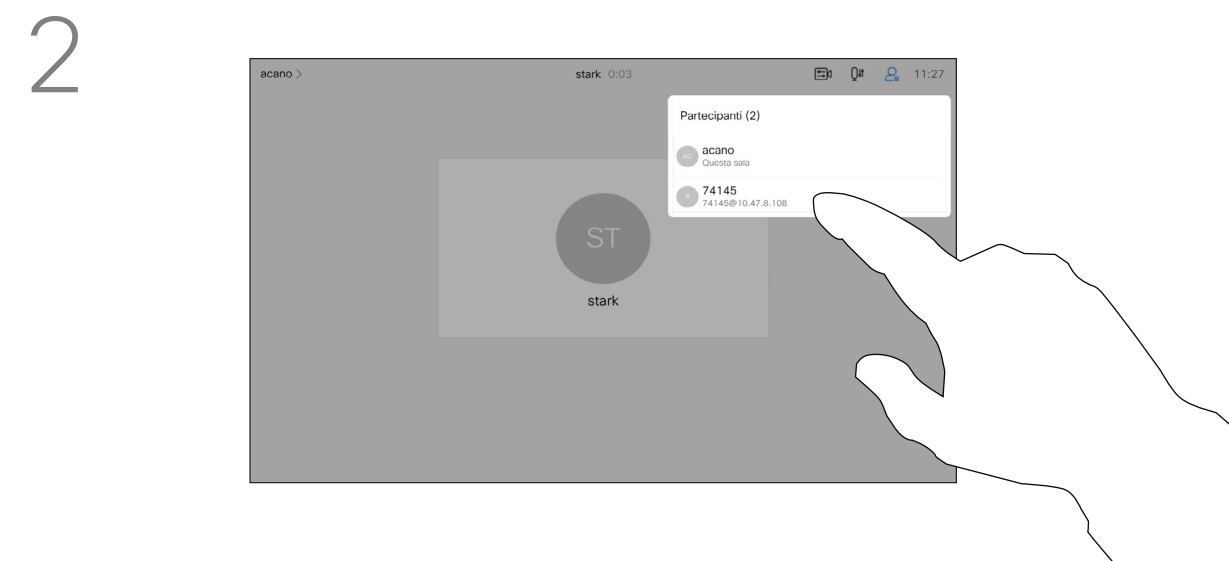 2
acano >
stark 0:03
11:27
Partecipanti (2)
AC
acano
Questa sala
74145
74145@10.47.8.108
ST
stark